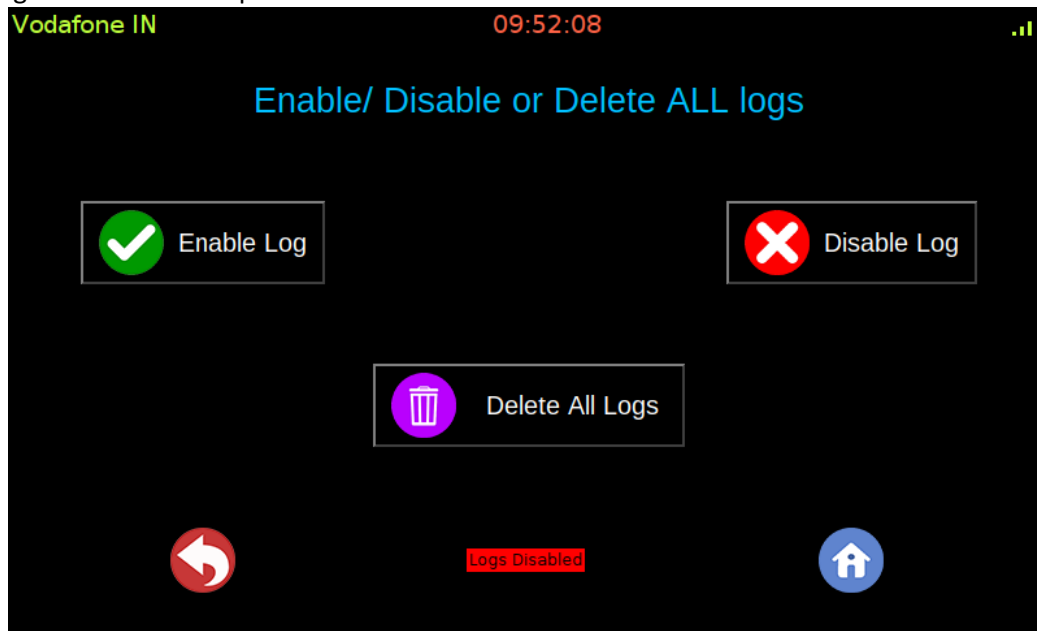 Vodafone IN 09:52:08
Enable/ Disable or Delete ALL logs
Enable Log Disable Log
Delete All Logs
Logs Disabled